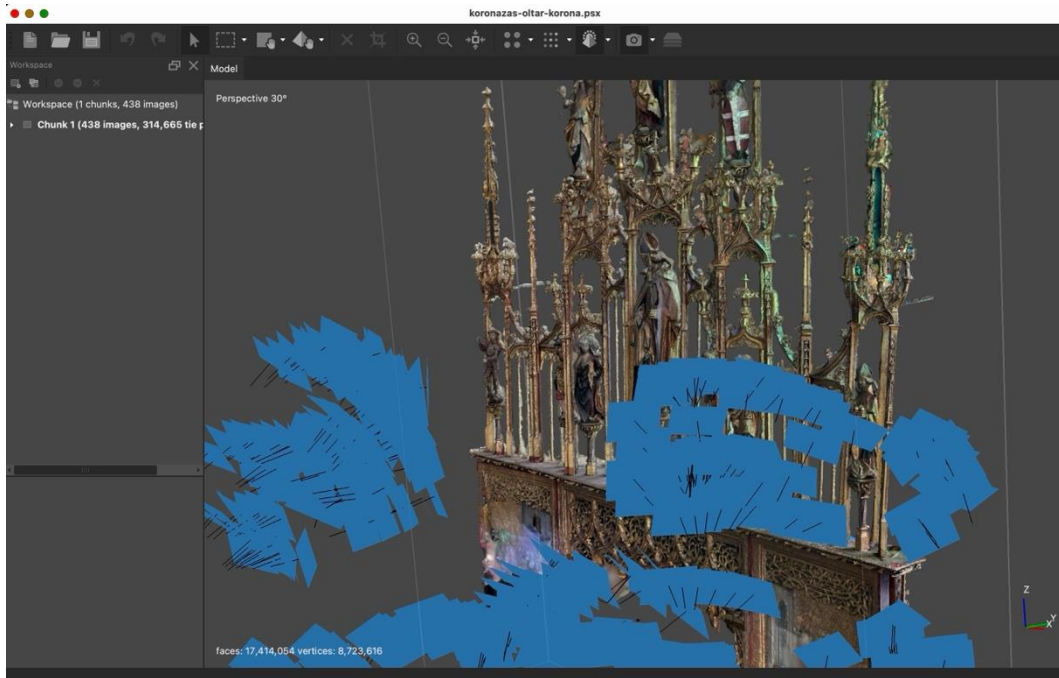 koronazas-oltar-korona.psx
Workspace
Model
Workspace (1 chunks, 438 images)
Chunk 1 (438 images, 314,665 tie p
Perspective 30°
Z
Y
X
faces: 17,414,054 vertices: 8,723,616